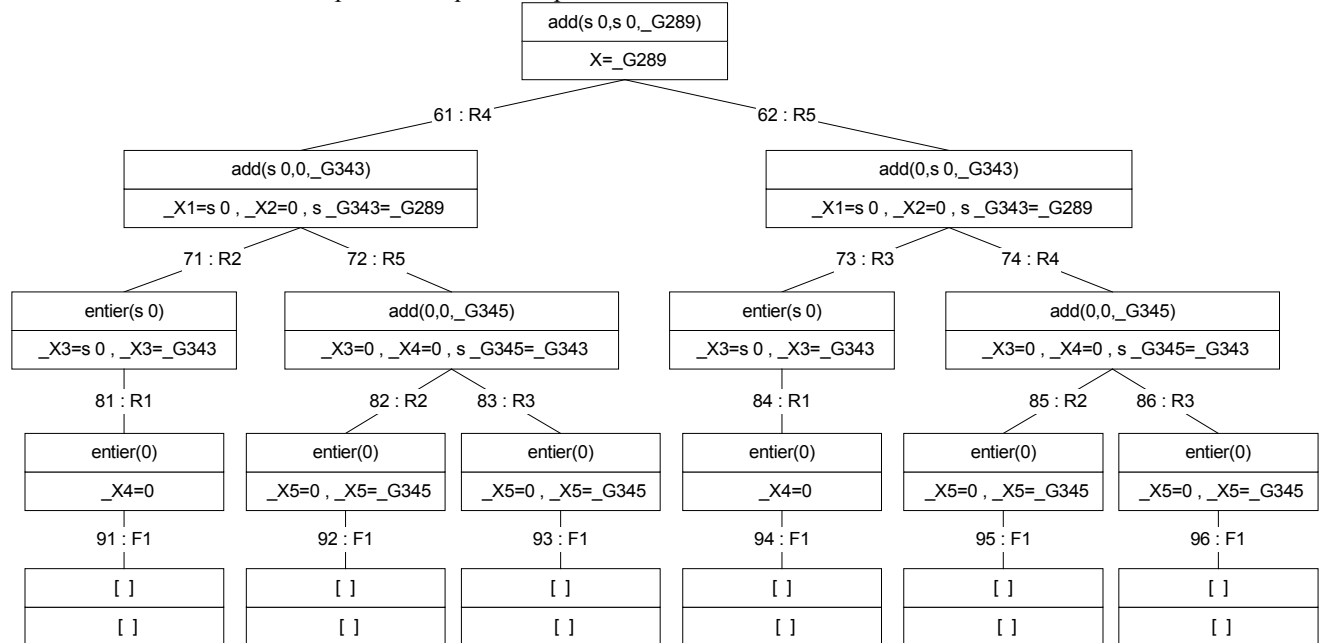 add(s 0,s 0,_G289)
X=_G289
61 : R4
62 : R5
add(s 0,0,_G343)
add(0,s 0,_G343)
_X1=s 0 , _X2=0 , s _G343=_G289
_X1=s 0 , _X2=0 , s _G343=_G289
71 : R2
72 : R5
73 : R3
74 : R4
entier(s 0)
add(0,0,_G345)
entier(s 0)
add(0,0,_G345)
_X3=s 0 , _X3=_G343
_X3=0 , _X4=0 , s _G345=_G343
_X3=s 0 , _X3=_G343
_X3=0 , _X4=0 , s _G345=_G343
81 : R1
82 : R2
83 : R3
84 : R1
85 : R2
86 : R3
entier(0)
entier(0)
entier(0)
entier(0)
entier(0)
entier(0)
_X4=0
_X5=0 , _X5=_G345
_X5=0 , _X5=_G345
_X4=0
_X5=0 , _X5=_G345
_X5=0 , _X5=_G345
91 : F1
92 : F1
93 : F1
94 : F1
95 : F1
96 : F1
[ ]
[ ]
[ ]
[ ]
[ ]
[ ]
[ ]
[ ]
[ ]
[ ]
[ ]
[ ]